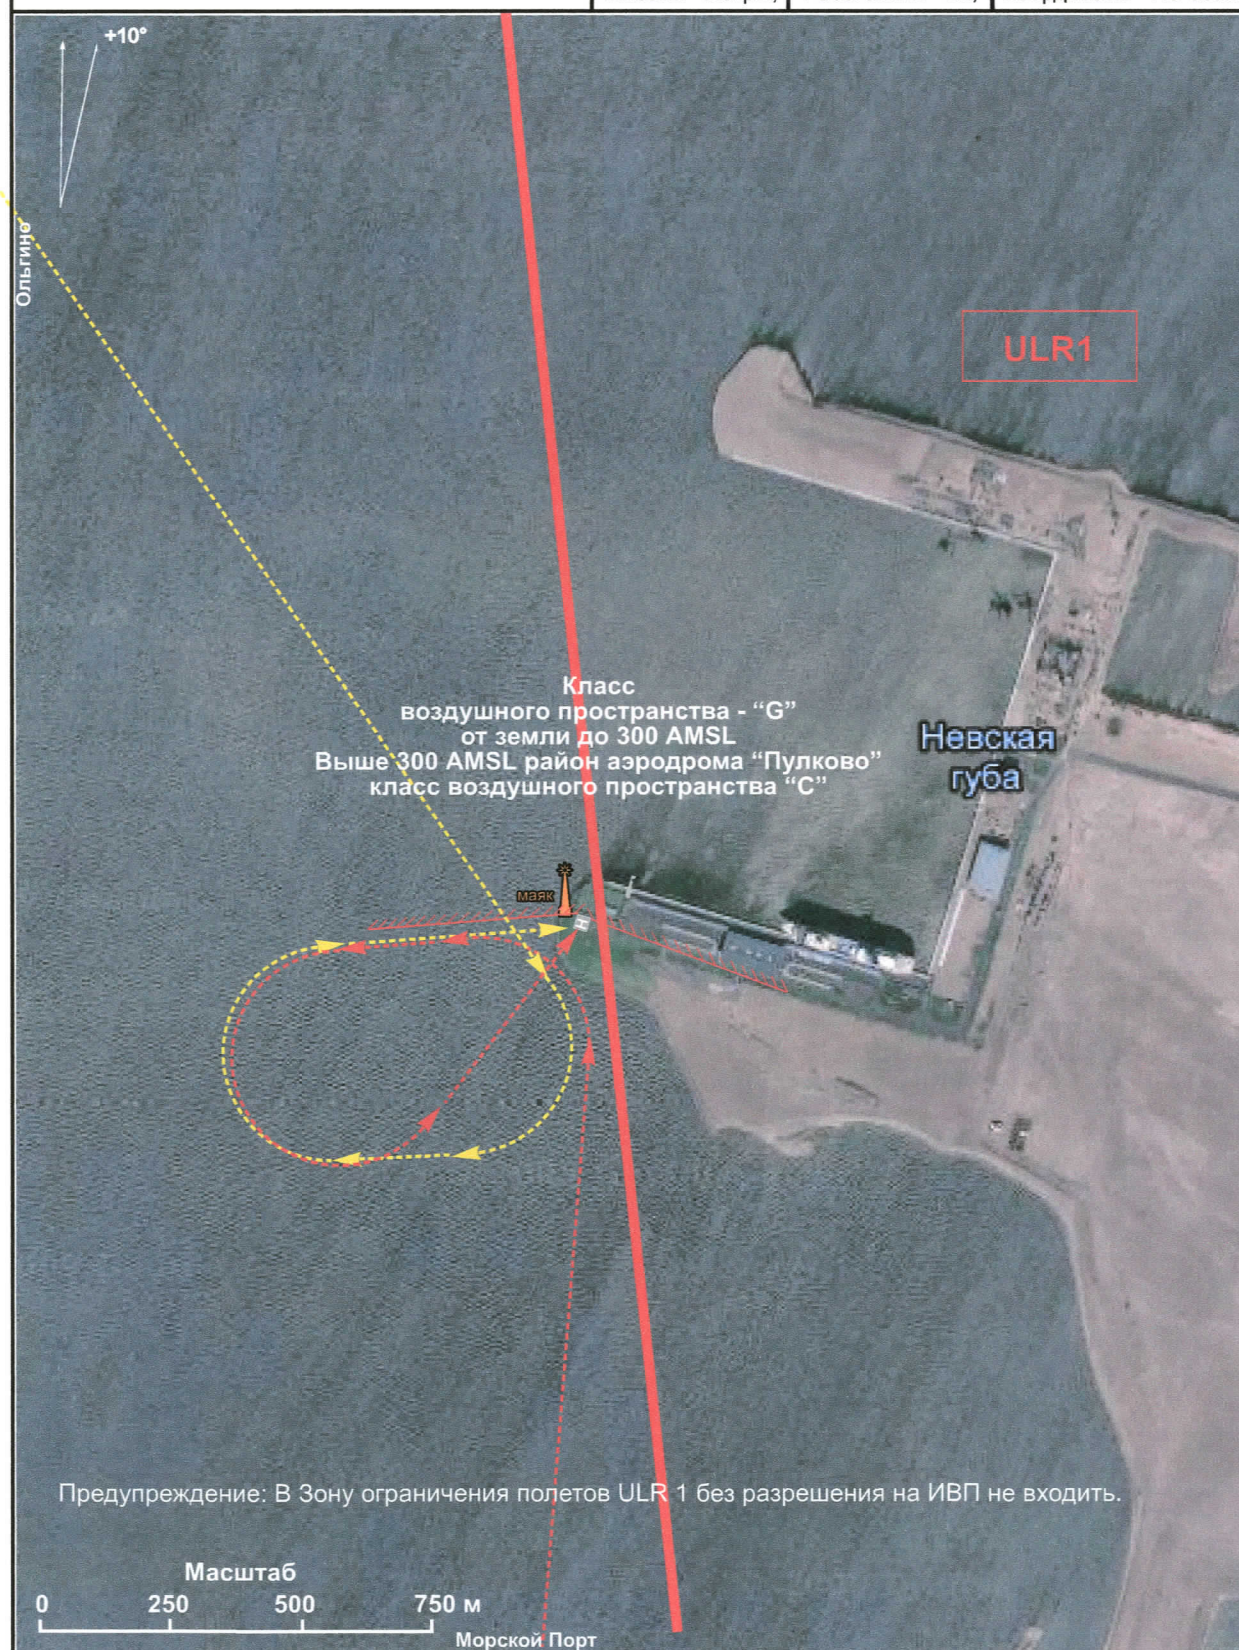 +10°
Ольгино
ULR1
Класс
воздушного пространства - “G”
от земли до 300 AMSL
Выше 300 AMSL район аэродрома “Пулково”
класс воздушного пространства “C”
Невская
губа
маяк
H
Предупреждение: В Зону ограничения полетов ULR 1 без разрешения на ИВП не входить.
Масштаб
0 250 500 750 м
Морской Порт